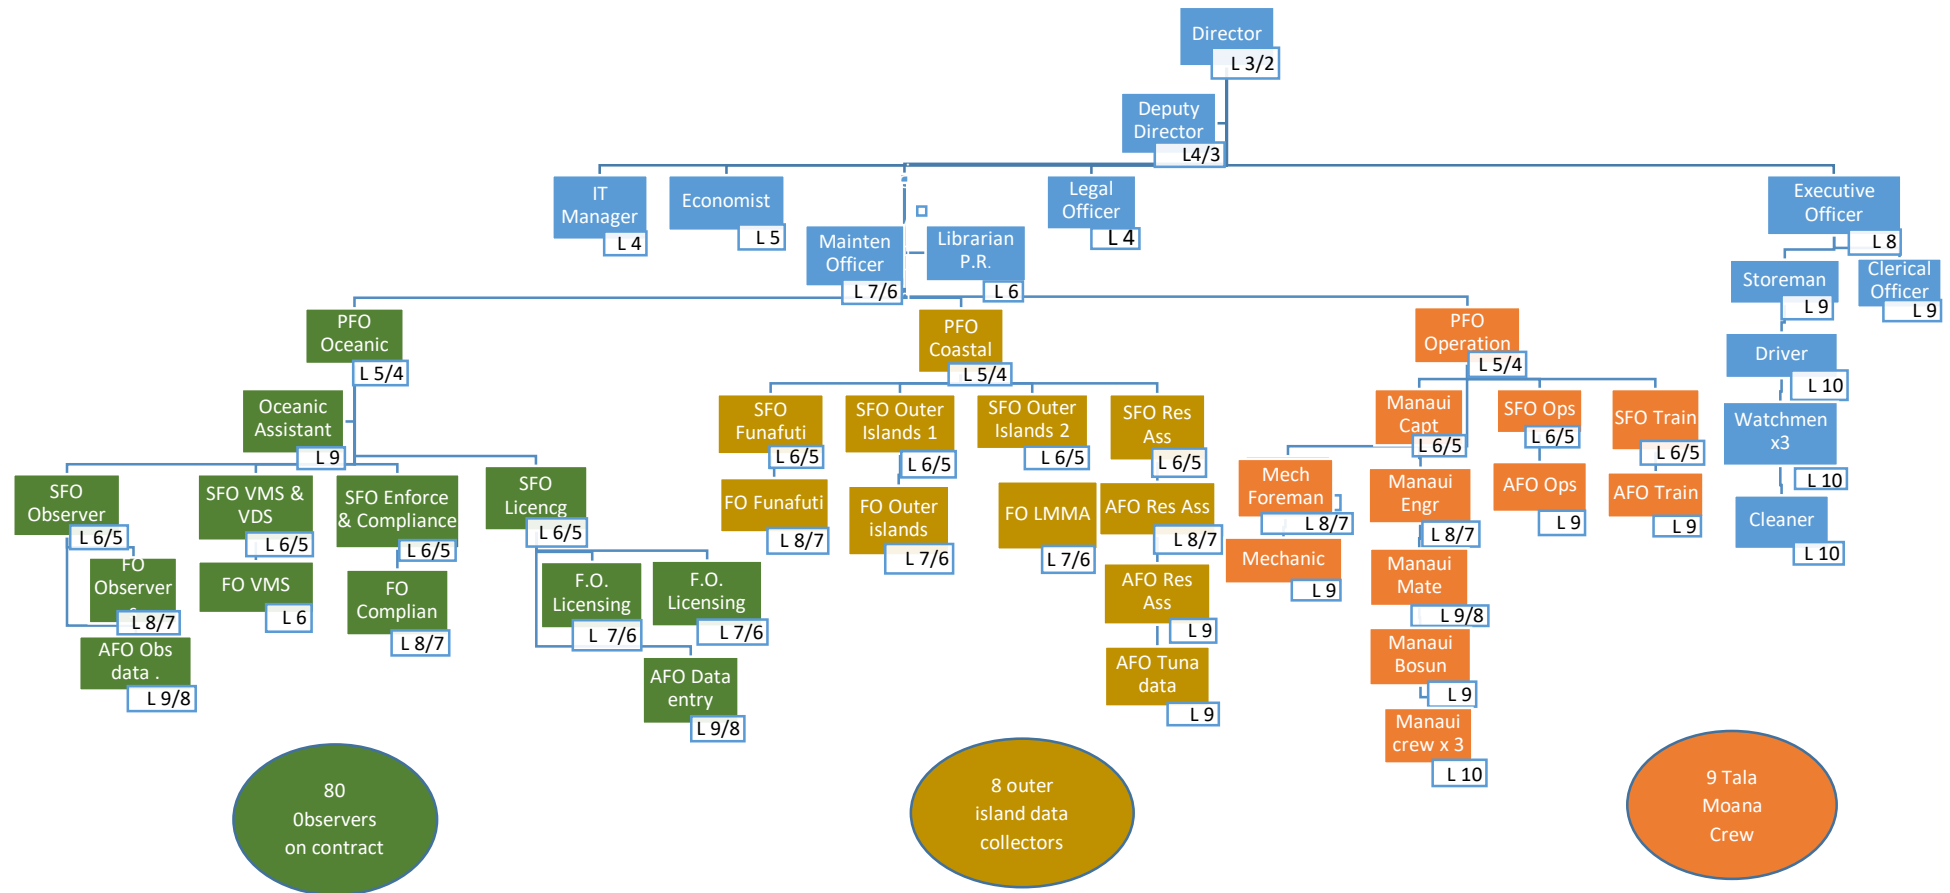 Director
L 3/2
Deputy
Director
L4/3
IT
Manager
L 4
Economist
L 5
Legal
Officer
L 4
Executive
Officer
L 8
Mainten
Officer
L 7/6
Librarian
P.R.
L 6
Storeman
L 9
Clerical
Officer
L 9
Driver
L 10
Watchmen
x3
L 10
Cleaner
L 10
PFO
Oceanic
L 5/4
Oceanic
Assistant
L 9
SFO
Observer
L 6/5
FO
Observer
s
L 8/7
AFO Obs
data .
L 9/8
SFO VMS &
VDS
L 6/5
FO VMS
L 6
SFO Enforce
& Compliance
L 6/5
FO
Complian
L 8/7
SFO
Licencg
L 6/5
F.O.
Licensing
L 7/6
F.O.
Licensing
L 7/6
AFO Data
entry
L 9/8
PFO
Coastal
L 5/4
SFO
Funafuti
L 6/5
FO Funafuti
L 8/7
SFO Outer
Islands 1
L 6/5
FO Outer
islands
L 7/6
SFO Outer
Islands 2
L 6/5
FO LMMA
L 7/6
SFO Res
Ass
L 6/5
AFO Res Ass
L 8/7
AFO Res
Ass
L 9
AFO Tuna
data
L 9
PFO
Operation
L 5/4
Mech
Foreman
L 8/7
Mechanic
L 9
Manaui
Capt
L 6/5
Manaui
Engr
L 8/7
Manaui
Mate
L 9/8
Manaui
Bosun
L 9
Manaui
crew x 3
L 10
SFO Ops
L 6/5
AFO Ops
L 9
SFO Train
L 6/5
AFO Train
L 9
80
0bservers
on contract
8 outer
island data
collectors
9 Tala
Moana
Crew